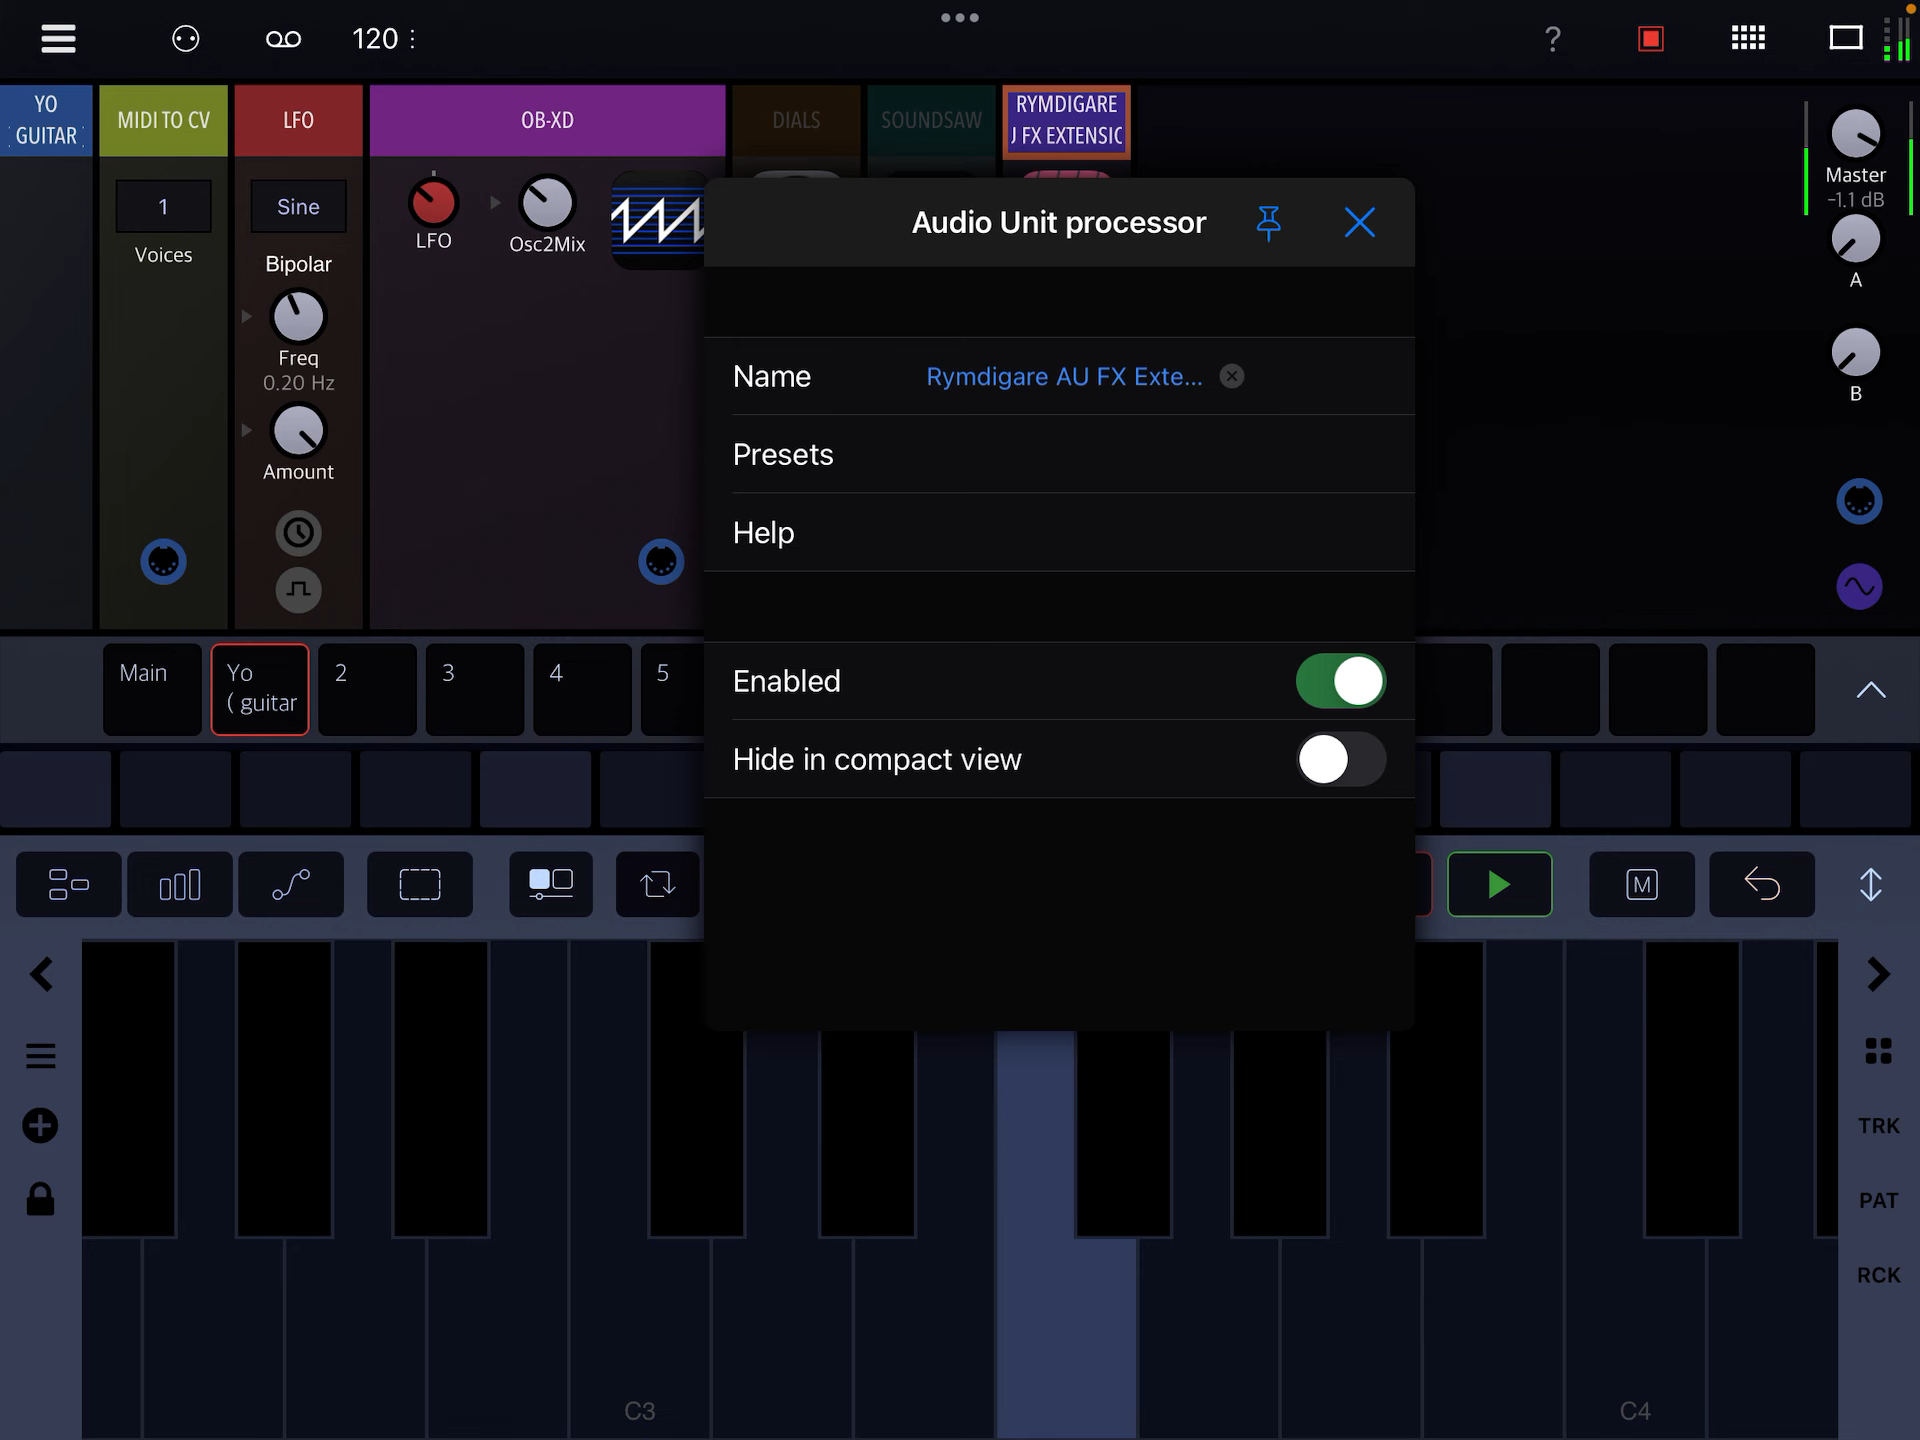 120
?
YO
GUITAR
MIDI TO CV
LFO
OB-XD
DIALS
SOUNDSAW
RYMDIGARE
U FX EXTENSIC
1
Voices
Sine
Bipolar
Freq
0.20 Hz
Amount
LFO
Osc2Mix
Audio Unit processor
Name
Rymdigare AU FX Exte...
Presets
Help
Enabled
Hide in compact view
Master
-1.1 dB
A
B
Main
Yo
( guitar
2
3
4
5
M
TRK
PAT
RCK
C3
C4